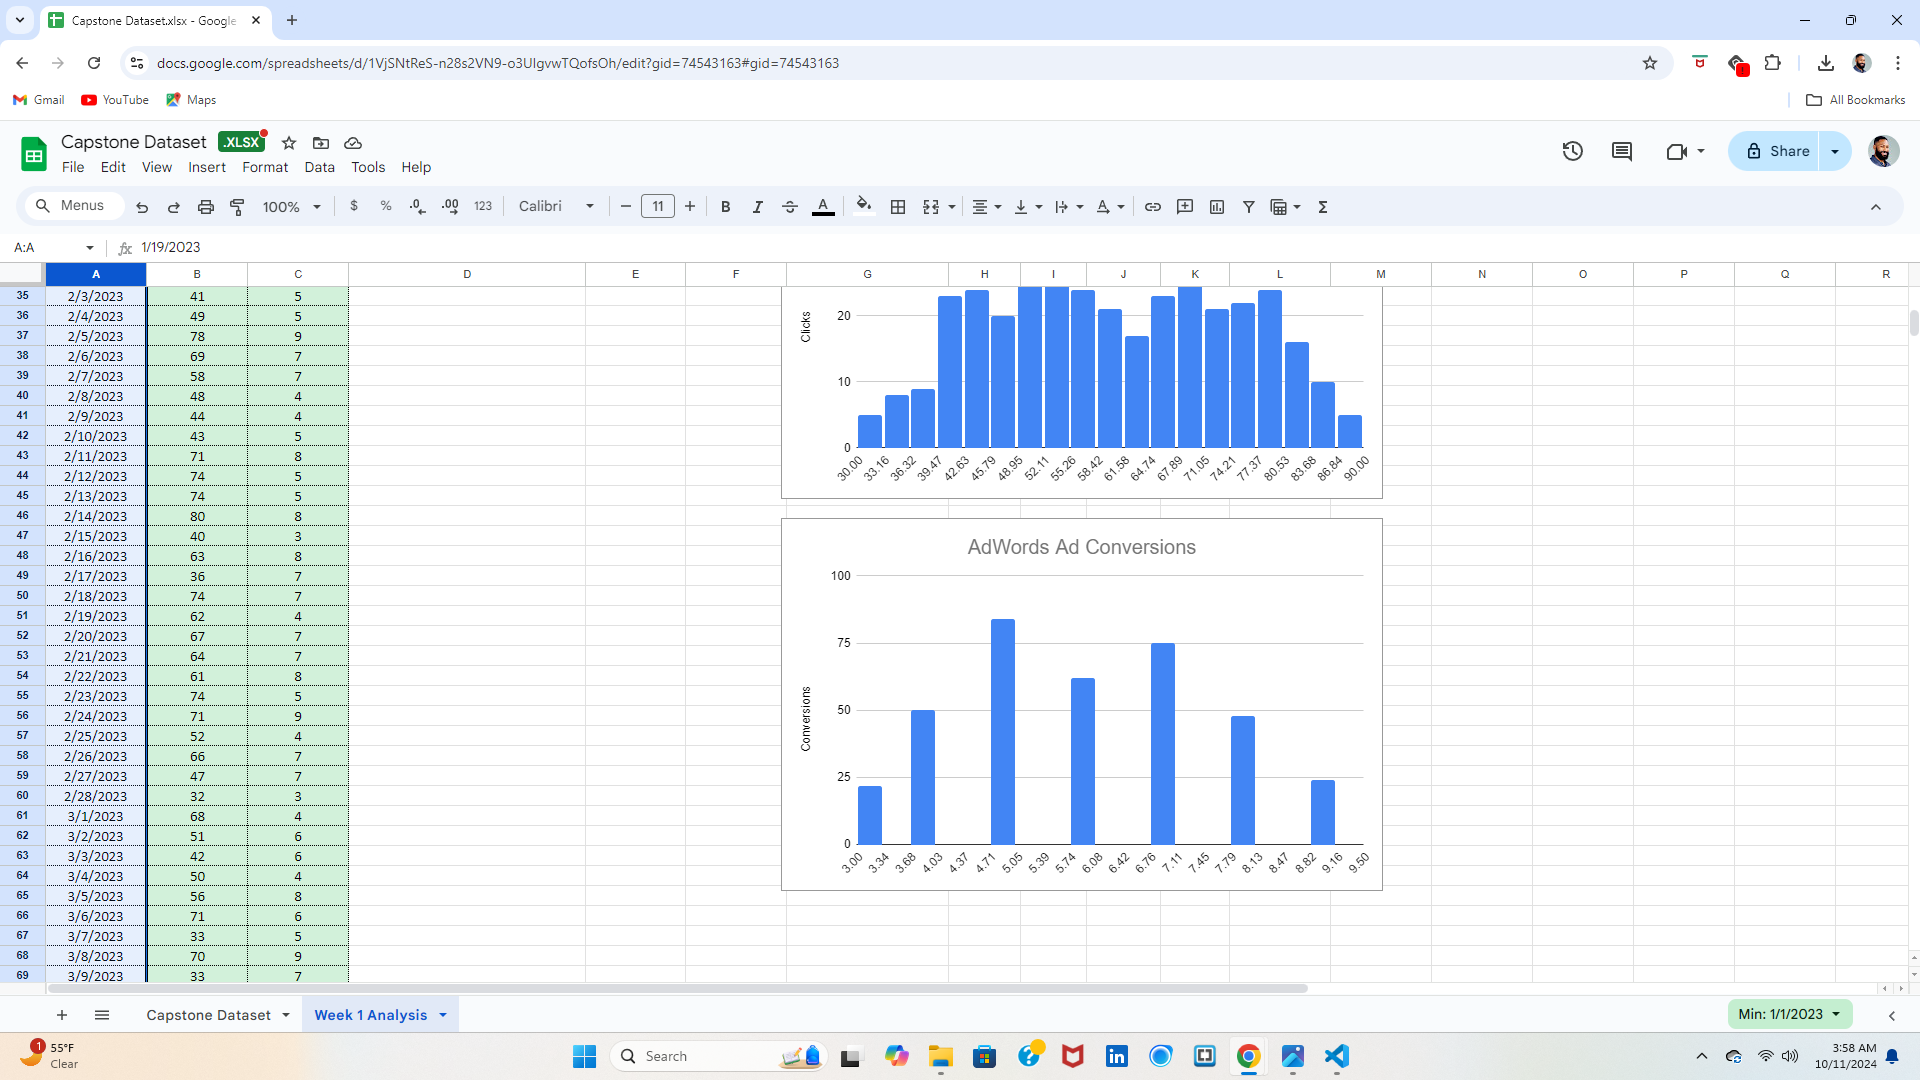 Capstone Dataset.xlsx - Google
docs.google.com/spreadsheets/d/1VjSNtReS-n28s2VN9-o3UIgvwTQofsOh/edit?gid=74543163#gid=74543163
Gmail YouTube Maps All Bookmarks
Capstone Dataset .XLSX
File Edit View Insert Format Data Tools Help
Share
Menus 100% $ % .0 .00 123 Calibri 11 B I A
A:A fx 1/19/2023
A B C D E F G H I J K L M N O P Q R
35 2/3/2023 41 5
36 2/4/2023 49 5
37 2/5/2023 78 9
38 2/6/2023 69 7
39 2/7/2023 58 7
40 2/8/2023 48 4
41 2/9/2023 44 4
42 2/10/2023 43 5
43 2/11/2023 71 8
44 2/12/2023 74 5
45 2/13/2023 74 5
46 2/14/2023 80 8
47 2/15/2023 40 3
48 2/16/2023 63 8
49 2/17/2023 36 7
50 2/18/2023 74 7
51 2/19/2023 62 4
52 2/20/2023 67 7
53 2/21/2023 64 7
54 2/22/2023 61 8
55 2/23/2023 74 5
56 2/24/2023 71 9
57 2/25/2023 52 4
58 2/26/2023 66 7
59 2/27/2023 47 7
60 2/28/2023 32 3
61 3/1/2023 68 4
62 3/2/2023 51 6
63 3/3/2023 42 6
64 3/4/2023 50 4
65 3/5/2023 56 8
66 3/6/2023 71 6
67 3/7/2023 33 5
68 3/8/2023 70 9
69 3/9/2023 33 7
Clicks
20
10
0
30.00 33.16 36.32 39.47 42.63 45.79 48.95 52.11 55.26 58.42 61.58 64.74 67.89 71.05 74.21 77.37 80.53 83.68 86.84 90.00
AdWords Ad Conversions
Conversions
100
75
50
25
0
3.00 3.34 3.68 4.03 4.37 4.71 5.05 5.39 5.74 6.08 6.42 6.76 7.11 7.45 7.79 8.13 8.47 8.82 9.16 9.50
Capstone Dataset Week 1 Analysis Min: 1/1/2023
1 55°F
Clear
Search
3:58 AM
10/11/2024